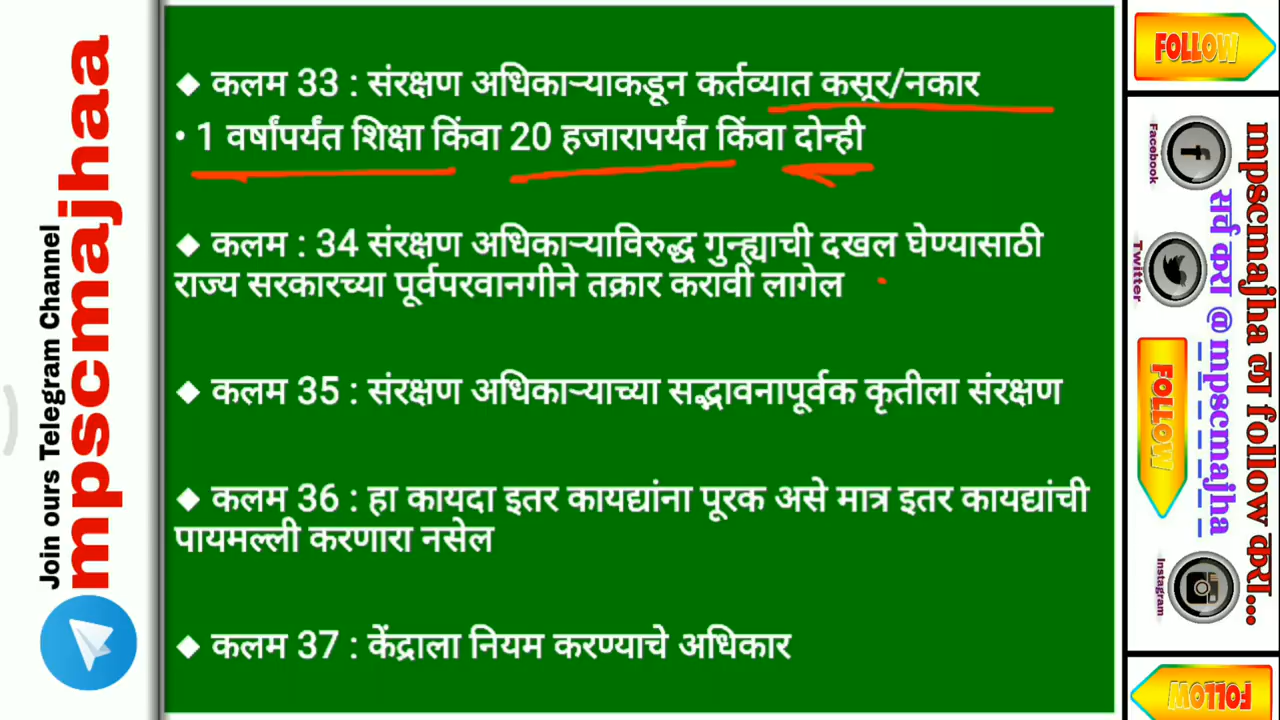 ◆ कलम 33 : संरक्षण अधिकाऱ्याकडून कर्तव्यात कसूर/नकार
• 1 वर्षांपर्यंत शिक्षा किंवा 20 हजारापर्यंत किंवा दोन्ही
◆ कलम : 34 संरक्षण अधिकाऱ्याविरुद्ध गुन्ह्याची दखल घेण्यासाठी
राज्य सरकारच्या पूर्वपरवानगीने तक्रार करावी लागेल
◆ कलम 35 : संरक्षण अधिकाऱ्याच्या सद्भावनापूर्वक कृतीला संरक्षण
◆ कलम 36 : हा कायदा इतर कायद्यांना पूरक असे मात्र इतर कायद्यांची
पायमल्ली करणारा नसेल
◆ कलम 37 : केंद्राला नियम करण्याचे अधिकार
Join ours Telegram Channel
mpscmajhaa
FOLLOW
Facebook
Twitter
FOLLOW
Instagram
सर्च करा @ mpscmajha
mpscmajha ला follow करा...
FOLLOW